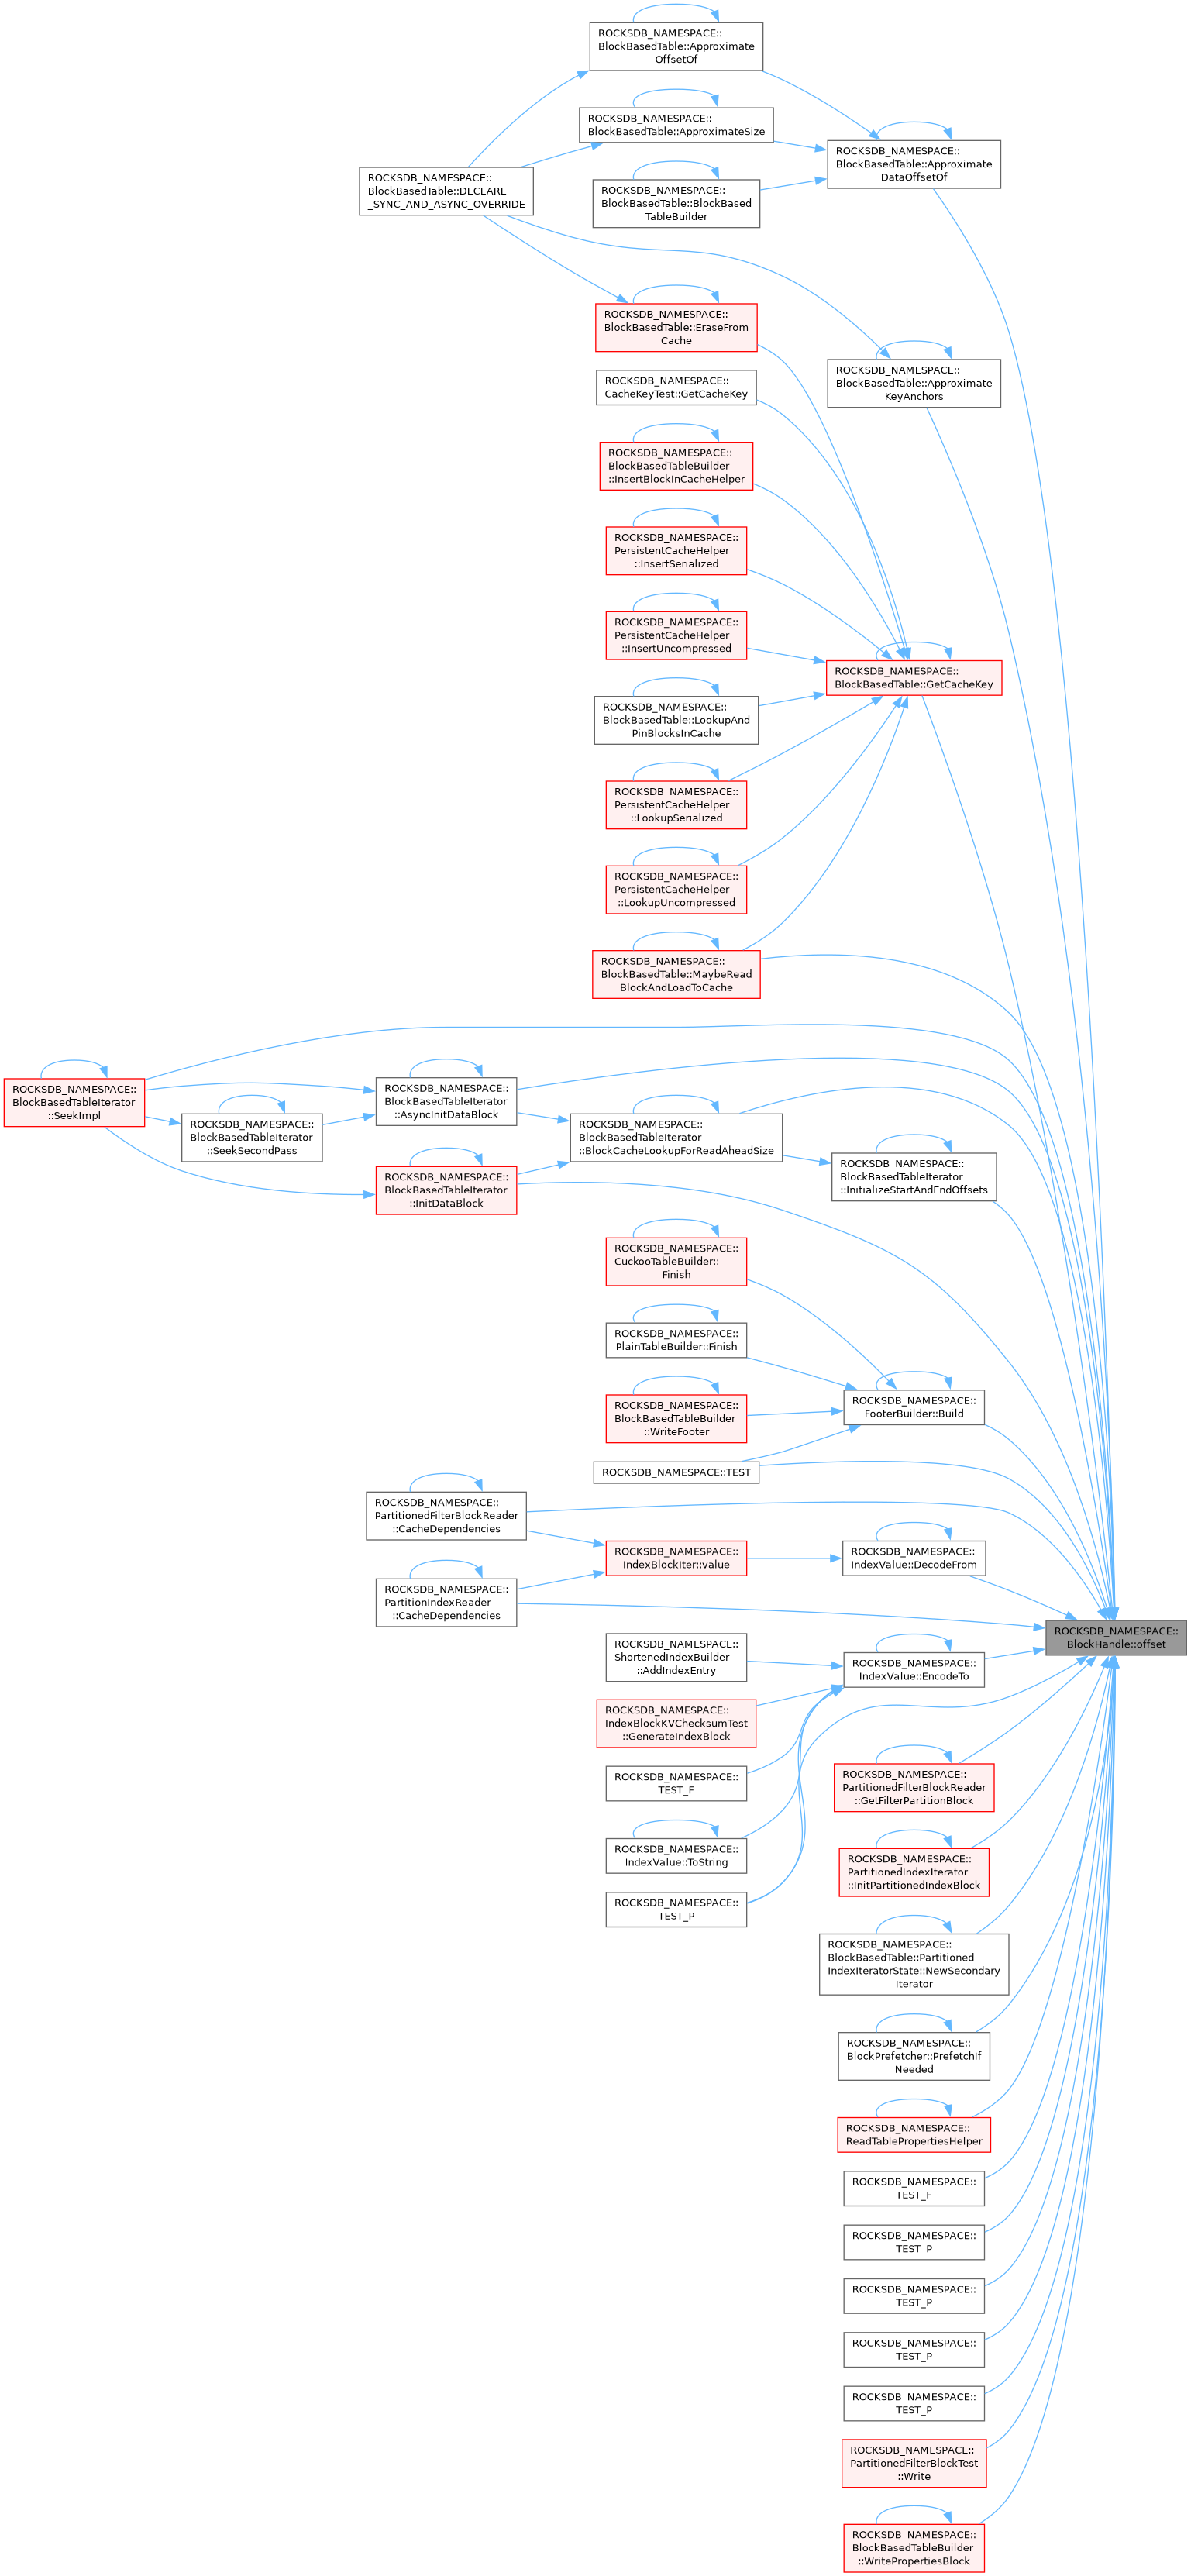 ROCKSDB_NAMESPACE::
BlockBasedTable::Approximate
OffsetOf
ROCKSDB_NAMESPACE::
BlockBasedTable::ApproximateSize
ROCKSDB_NAMESPACE::
BlockBasedTable::Approximate
DataOffsetOf
ROCKSDB_NAMESPACE::
BlockBasedTable::DECLARE
_SYNC_AND_ASYNC_OVERRIDE
ROCKSDB_NAMESPACE::
BlockBasedTable::BlockBased
TableBuilder
ROCKSDB_NAMESPACE::
BlockBasedTable::EraseFrom
Cache
ROCKSDB_NAMESPACE::
BlockBasedTable::Approximate
KeyAnchors
ROCKSDB_NAMESPACE::
CacheKeyTest::GetCacheKey
ROCKSDB_NAMESPACE::
BlockBasedTableBuilder
::InsertBlockInCacheHelper
ROCKSDB_NAMESPACE::
PersistentCacheHelper
::InsertSerialized
ROCKSDB_NAMESPACE::
PersistentCacheHelper
::InsertUncompressed
ROCKSDB_NAMESPACE::
BlockBasedTable::GetCacheKey
ROCKSDB_NAMESPACE::
BlockBasedTable::LookupAnd
PinBlocksInCache
ROCKSDB_NAMESPACE::
PersistentCacheHelper
::LookupSerialized
ROCKSDB_NAMESPACE::
PersistentCacheHelper
::LookupUncompressed
ROCKSDB_NAMESPACE::
BlockBasedTable::MaybeRead
BlockAndLoadToCache
ROCKSDB_NAMESPACE::
BlockBasedTableIterator
::SeekImpl
ROCKSDB_NAMESPACE::
BlockBasedTableIterator
::AsyncInitDataBlock
ROCKSDB_NAMESPACE::
BlockBasedTableIterator
::SeekSecondPass
ROCKSDB_NAMESPACE::
BlockBasedTableIterator
::BlockCacheLookupForReadAheadSize
ROCKSDB_NAMESPACE::
BlockBasedTableIterator
::InitializeStartAndEndOffsets
ROCKSDB_NAMESPACE::
BlockBasedTableIterator
::InitDataBlock
ROCKSDB_NAMESPACE::
CuckooTableBuilder::
Finish
ROCKSDB_NAMESPACE::
PlainTableBuilder::Finish
ROCKSDB_NAMESPACE::
FooterBuilder::Build
ROCKSDB_NAMESPACE::
BlockBasedTableBuilder
::WriteFooter
ROCKSDB_NAMESPACE::TEST
ROCKSDB_NAMESPACE::
PartitionedFilterBlockReader
::CacheDependencies
ROCKSDB_NAMESPACE::
IndexBlockIter::value
ROCKSDB_NAMESPACE::
IndexValue::DecodeFrom
ROCKSDB_NAMESPACE::
PartitionIndexReader
::CacheDependencies
ROCKSDB_NAMESPACE::
BlockHandle::offset
ROCKSDB_NAMESPACE::
ShortenedIndexBuilder
::AddIndexEntry
ROCKSDB_NAMESPACE::
IndexValue::EncodeTo
ROCKSDB_NAMESPACE::
IndexBlockKVChecksumTest
::GenerateIndexBlock
ROCKSDB_NAMESPACE::
TEST_F
ROCKSDB_NAMESPACE::
PartitionedFilterBlockReader
::GetFilterPartitionBlock
ROCKSDB_NAMESPACE::
IndexValue::ToString
ROCKSDB_NAMESPACE::
PartitionedIndexIterator
::InitPartitionedIndexBlock
ROCKSDB_NAMESPACE::
TEST_P
ROCKSDB_NAMESPACE::
BlockBasedTable::Partitioned
IndexIteratorState::NewSecondary
Iterator
ROCKSDB_NAMESPACE::
BlockPrefetcher::PrefetchIf
Needed
ROCKSDB_NAMESPACE::
ReadTablePropertiesHelper
ROCKSDB_NAMESPACE::
TEST_F
ROCKSDB_NAMESPACE::
TEST_P
ROCKSDB_NAMESPACE::
TEST_P
ROCKSDB_NAMESPACE::
TEST_P
ROCKSDB_NAMESPACE::
TEST_P
ROCKSDB_NAMESPACE::
PartitionedFilterBlockTest
::Write
ROCKSDB_NAMESPACE::
BlockBasedTableBuilder
::WritePropertiesBlock